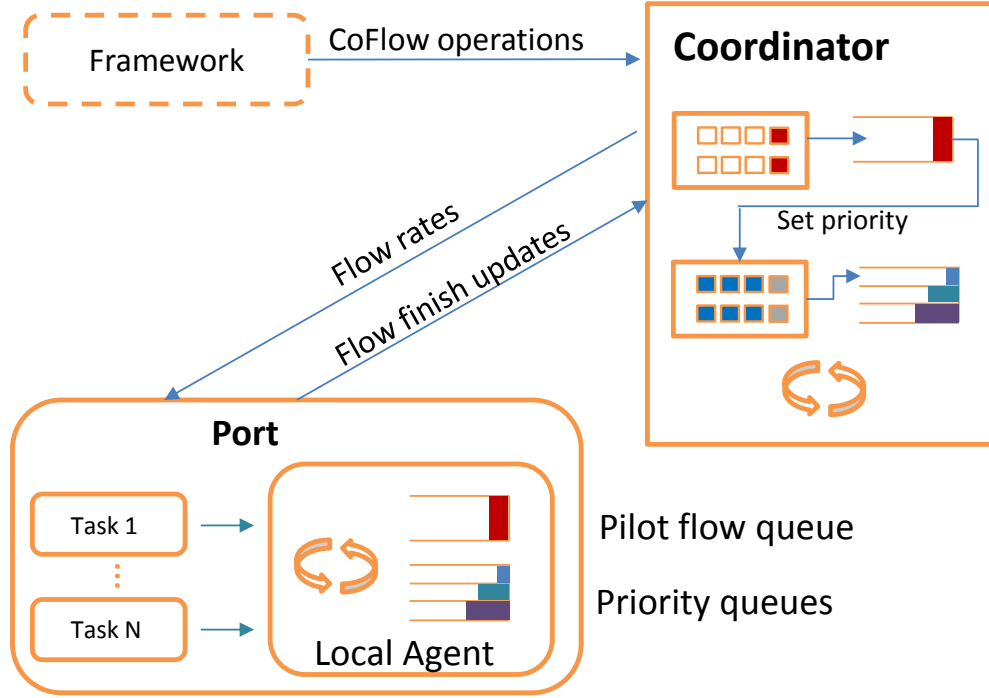 Framework
CoFlow operations
Coordinator
Set priority
Flow rates
Flow finish updates
Port
Task 1
Task N
Local Agent
Pilot flow queue
Priority queues